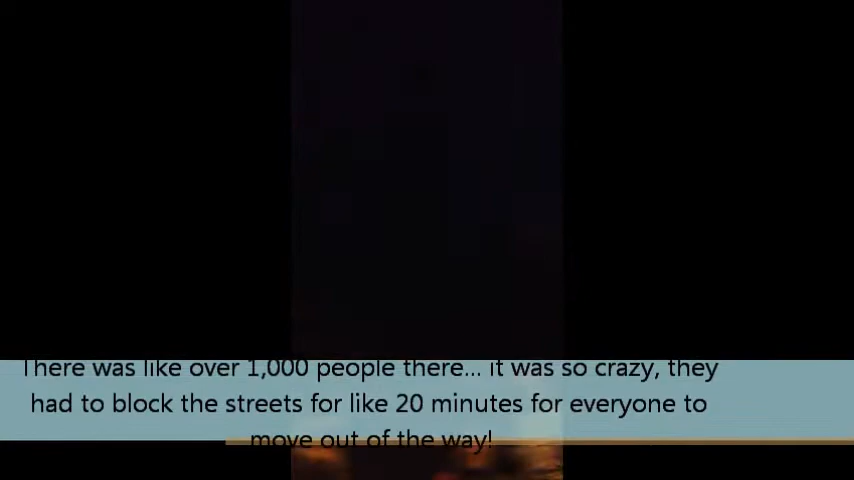 There was like over 1,000 people there... it was so crazy, they
had to block the streets for like 20 minutes for everyone to
move out of the way!